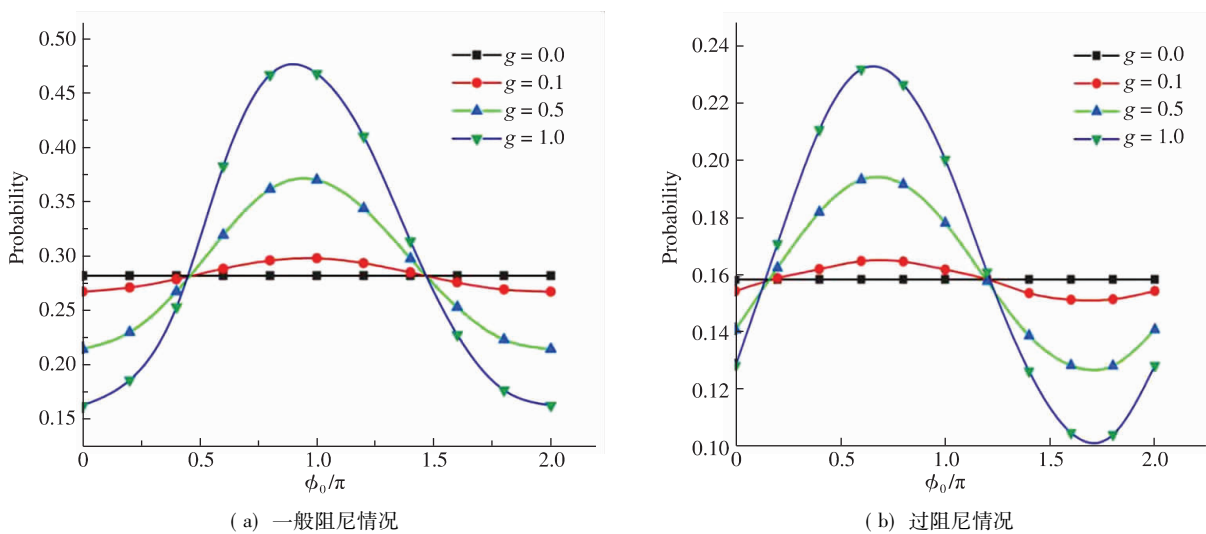 0.50
0.45
0.40
0.35
0.30
0.25
0.20
0.15
Probability
g = 0.0
g = 0.1
g = 0.5
g = 1.0
0 0.5 1.0 1.5 2.0
ϕ₀/π
( a) 一般阻尼情况
0.24
0.22
0.20
0.18
0.16
0.14
0.12
0.10
Probability
g = 0.0
g = 0.1
g = 0.5
g = 1.0
0 0.5 1.0 1.5 2.0
ϕ₀/π
( b) 过阻尼情况